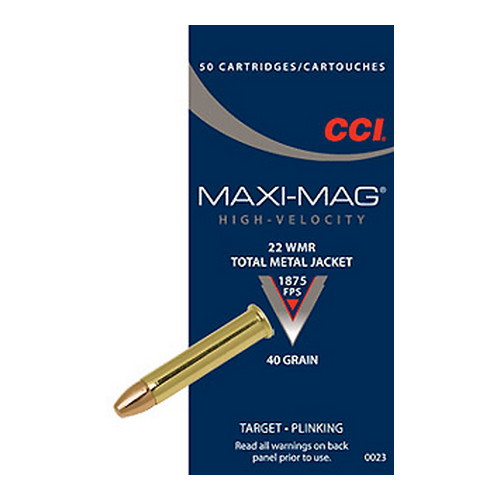 50 CARTRIDGES/CARTOUCHES
CCI®
MAXI-MAG®
HIGH-VELOCITY
22 WMR
TOTAL METAL JACKET
1875
FPS
40 GRAIN
TARGET • PLINKING
Read all warnings on back
panel prior to use.
0023